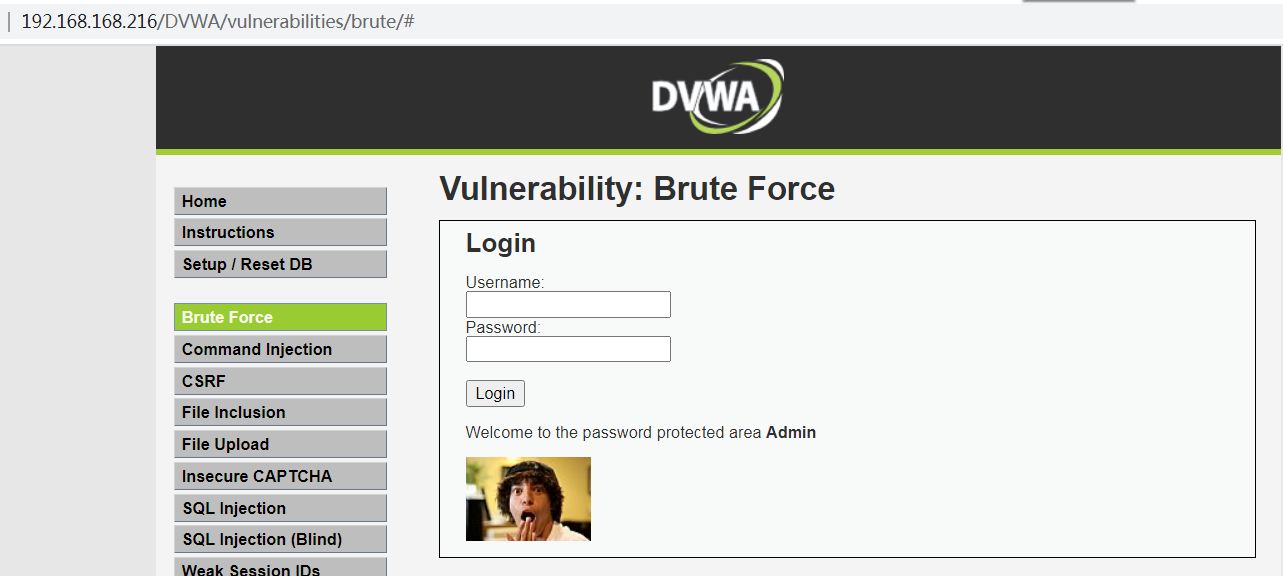 192.168.168.216/DVWA/vulnerabilities/brute/#
DVWA
Home
Instructions
Setup / Reset DB
Brute Force
Command Injection
CSRF
File Inclusion
File Upload
Insecure CAPTCHA
SQL Injection
SQL Injection (Blind)
Weak Session IDs
Vulnerability: Brute Force
Login
Username:
Password:
Login
Welcome to the password protected area Admin